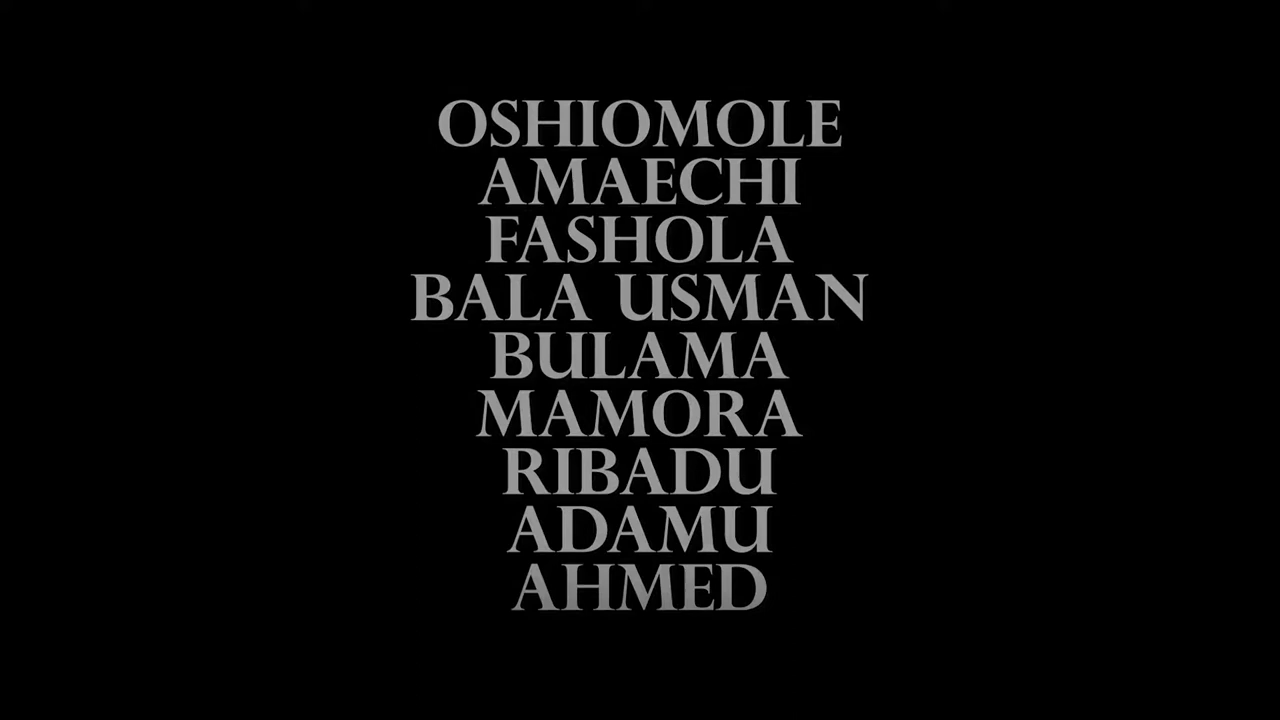 OSHIOMOLE
AMAECHI
FASHOLA
BALA USMAN
BULAMA
MAMORA
RIBADU
ADAMU
AHMED